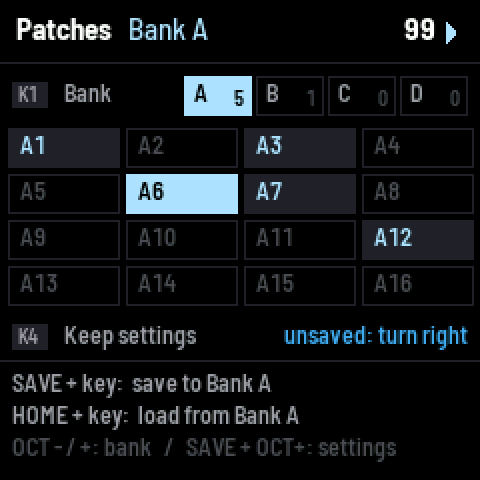 Patches Bank A 99
K1 Bank A 5 B 1 C 0 D 0
A1 A2 A3 A4
A5 A6 A7 A8
A9 A10 A11 A12
A13 A14 A15 A16
K4 Keep settings unsaved: turn right
SAVE + key: save to Bank A
HOME + key: load from Bank A
OCT - / +: bank / SAVE + OCT+: settings